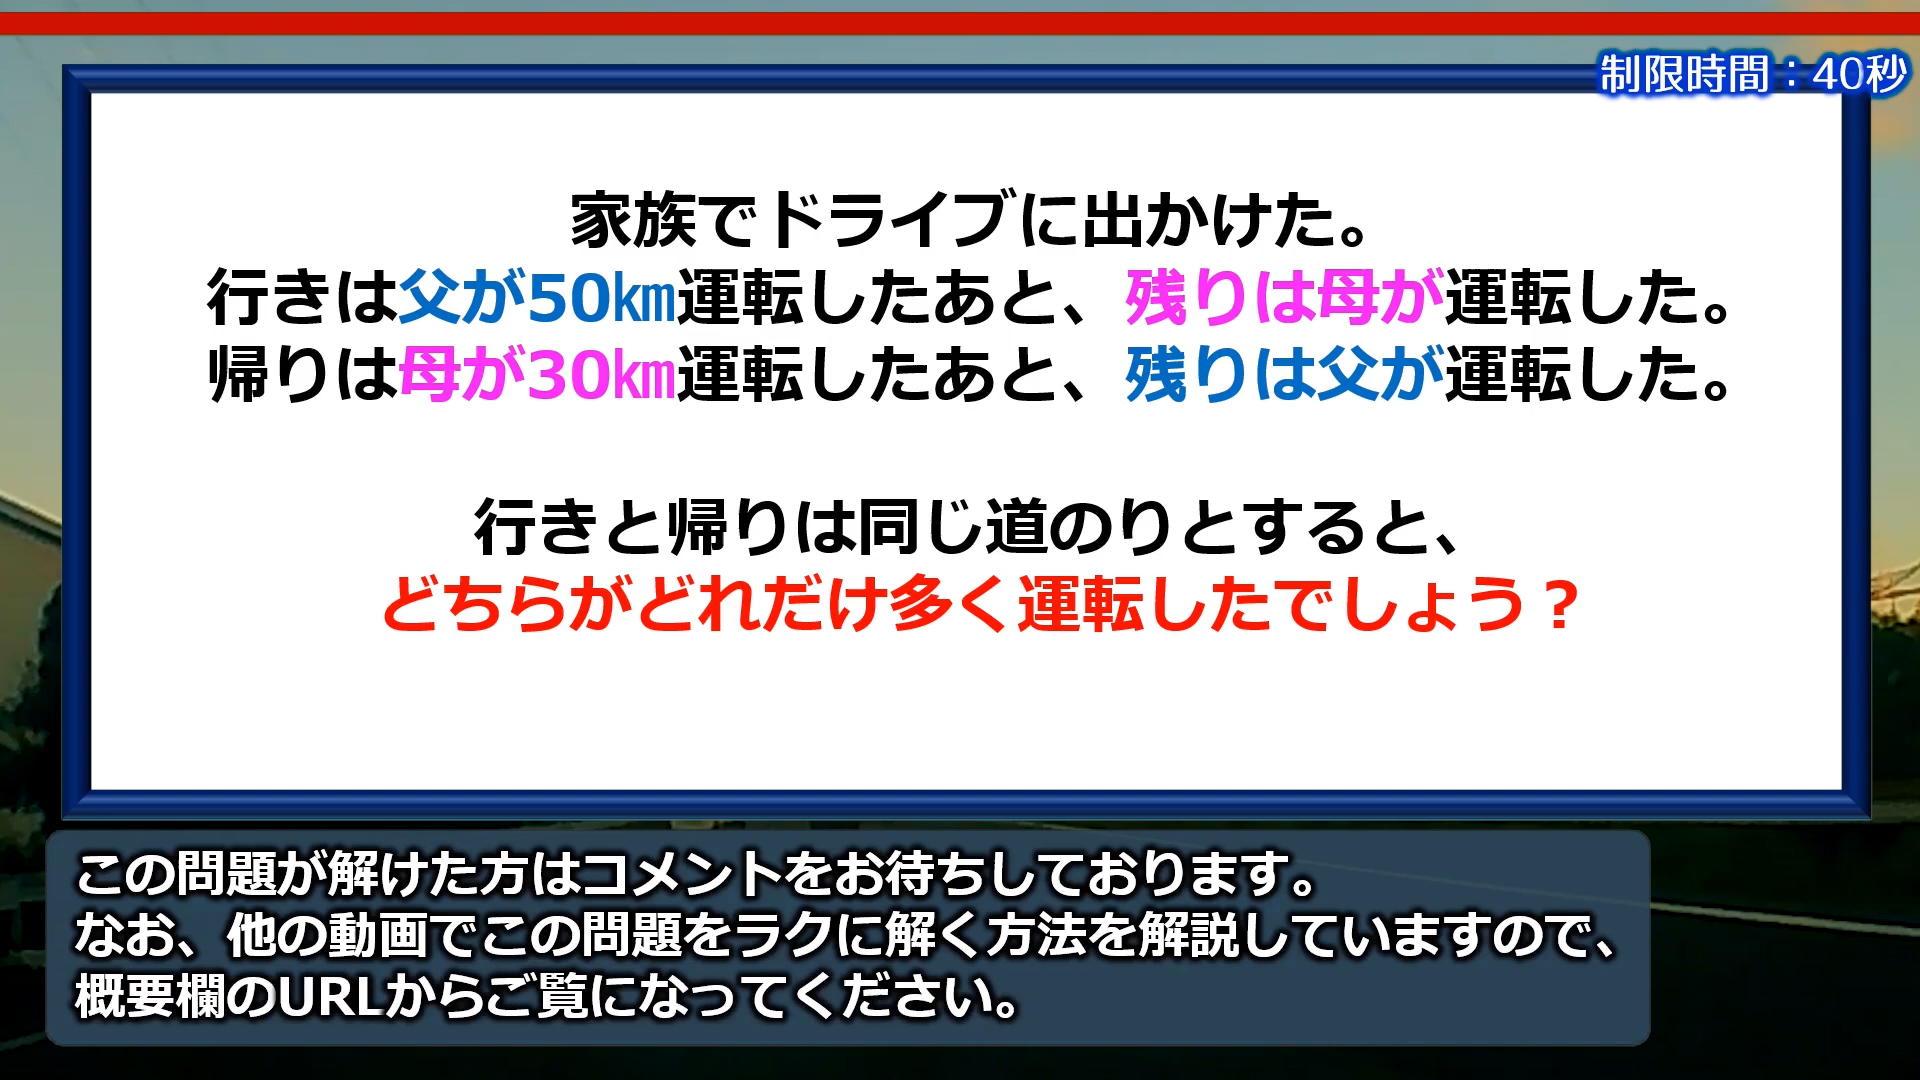 制限時間：40秒
家族でドライブに出かけた。
行きは父が50㎞運転したあと、残りは母が運転した。
帰りは母が30㎞運転したあと、残りは父が運転した。
行きと帰りは同じ道のりとすると、
どちらがどれだけ多く運転したでしょう？
この問題が解けた方はコメントをお待ちしております。
なお、他の動画でこの問題をラクに解く方法を解説していますので、
概要欄のURLからご覧になってください。